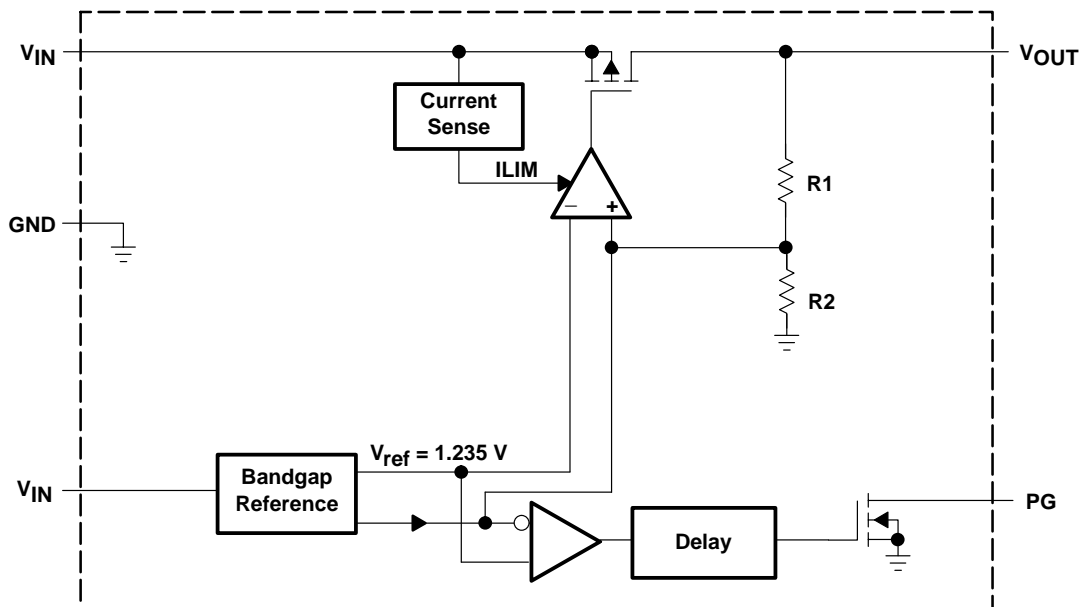 VIN
VOUT
Current
Sense
ILIM
R1
– +
GND
R2
Vref = 1.235 V
Bandgap
Reference
VIN
PG
Delay